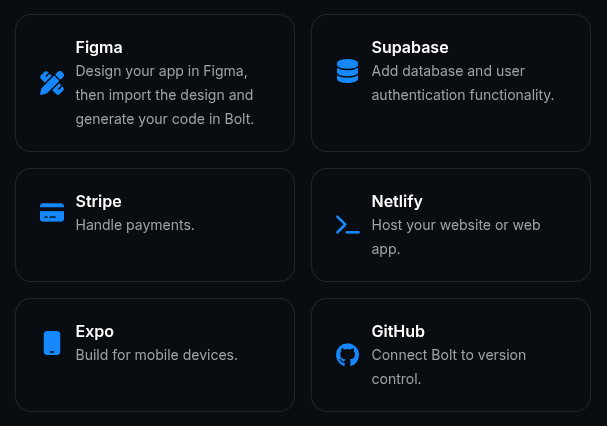 Figma
Design your app in Figma,
then import the design and
generate your code in Bolt.
Supabase
Add database and user
authentication functionality.
Stripe
Handle payments.
Netlify
Host your website or web
app.
Expo
Build for mobile devices.
GitHub
Connect Bolt to version
control.